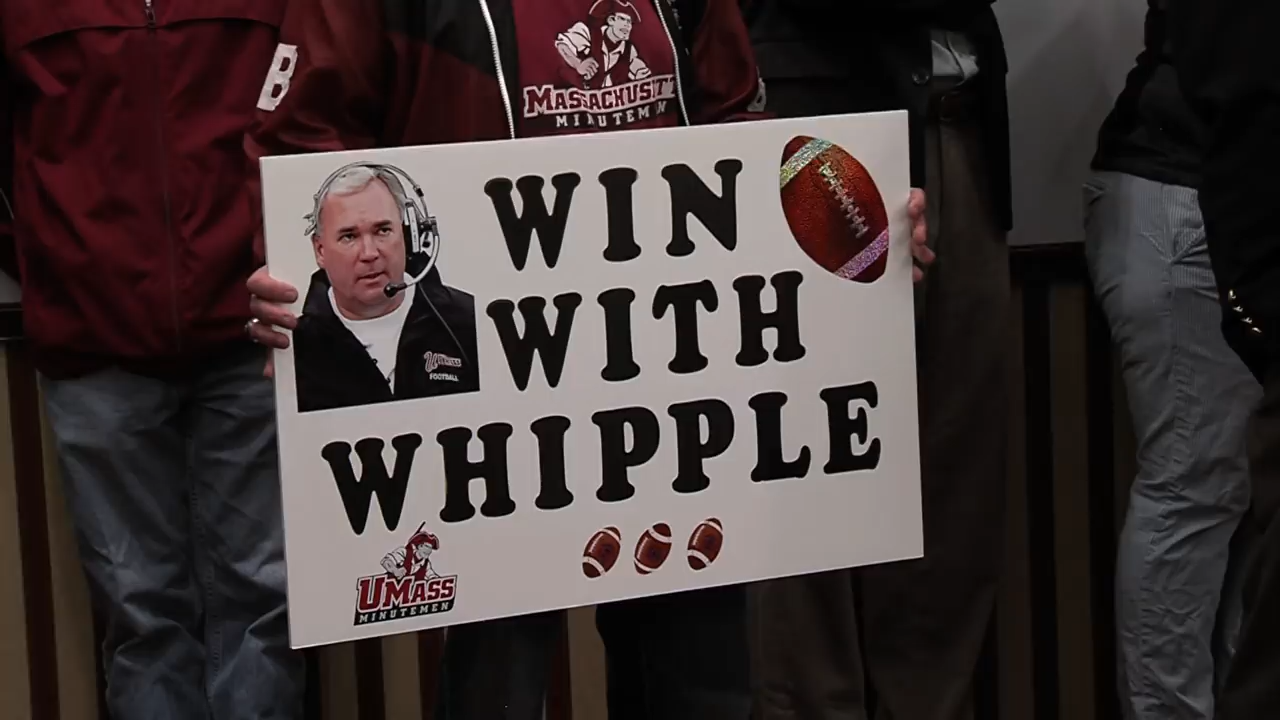 B
MASSACHUSETTS
MINUTEMEN
WIN
WITH
WHIPPLE
UMASS
FOOTBALL
UMASS
MINUTEMEN